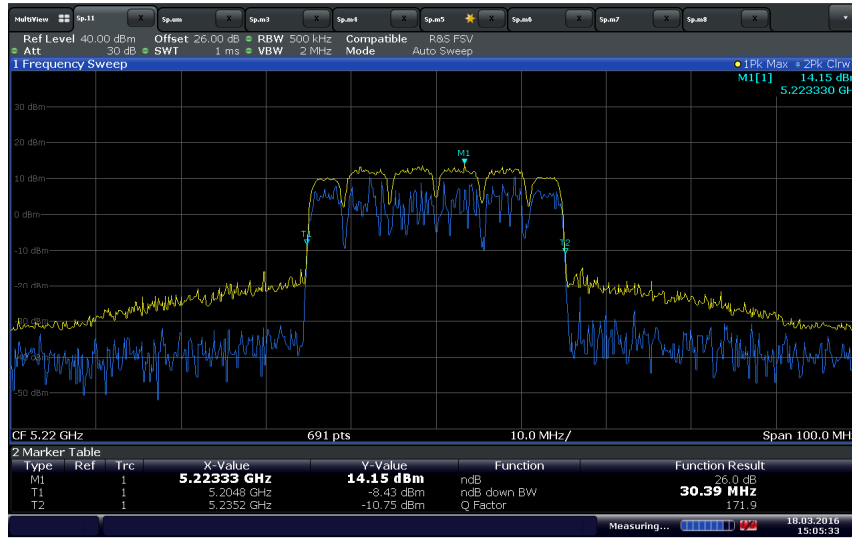 MultiView Sp.11 X Sp.um X Sp.m3 X Sp.m4 X Sp.m5 X Sp.m6 X Sp.m7 X Sp.m8 X
Ref Level 40.00 dBm Offset 26.00 dB RBW 500 kHz Compatible R&S FSV
Att 30 dB SWT 1 ms VBW 2 MHz Mode Auto Sweep
1 Frequency Sweep 1Pk Max 2Pk Clrw
M1[1] 14.15 dBm
5.223330 GH
30 dBm
20 dBm
M1
10 dBm
0 dBm
T1
T2
-10 dBm
-20 dBm
-50 dBm
CF 5.22 GHz 691 pts 10.0 MHz/ Span 100.0 MH
2 Marker Table
Type Ref Trc X-Value Y-Value Function Function Result
M1 1 5.22333 GHz 14.15 dBm ndB 26.0 dB
T1 1 5.2048 GHz -8.43 dBm ndB down BW 30.39 MHz
T2 1 5.2352 GHz -10.75 dBm Q Factor 171.9
Measuring... 18.03.2016
15:05:33